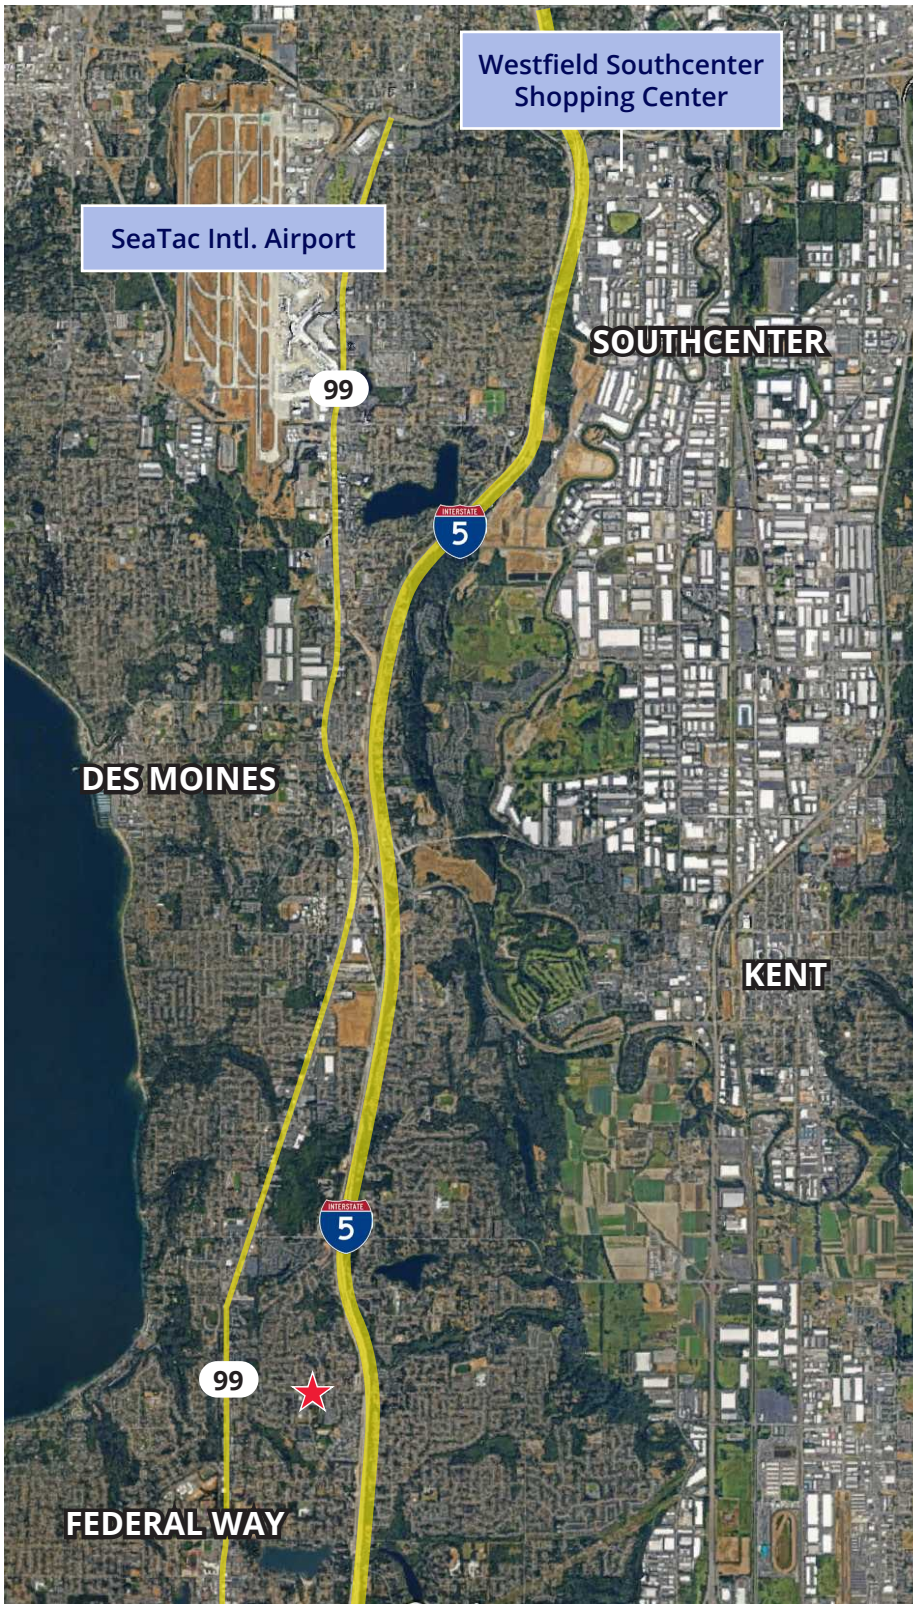 Westfield Southcenter
Shopping Center
SeaTac Intl. Airport
SOUTHCENTER
99
INTERSTATE
5
DES MOINES
KENT
INTERSTATE
5
99
FEDERAL WAY